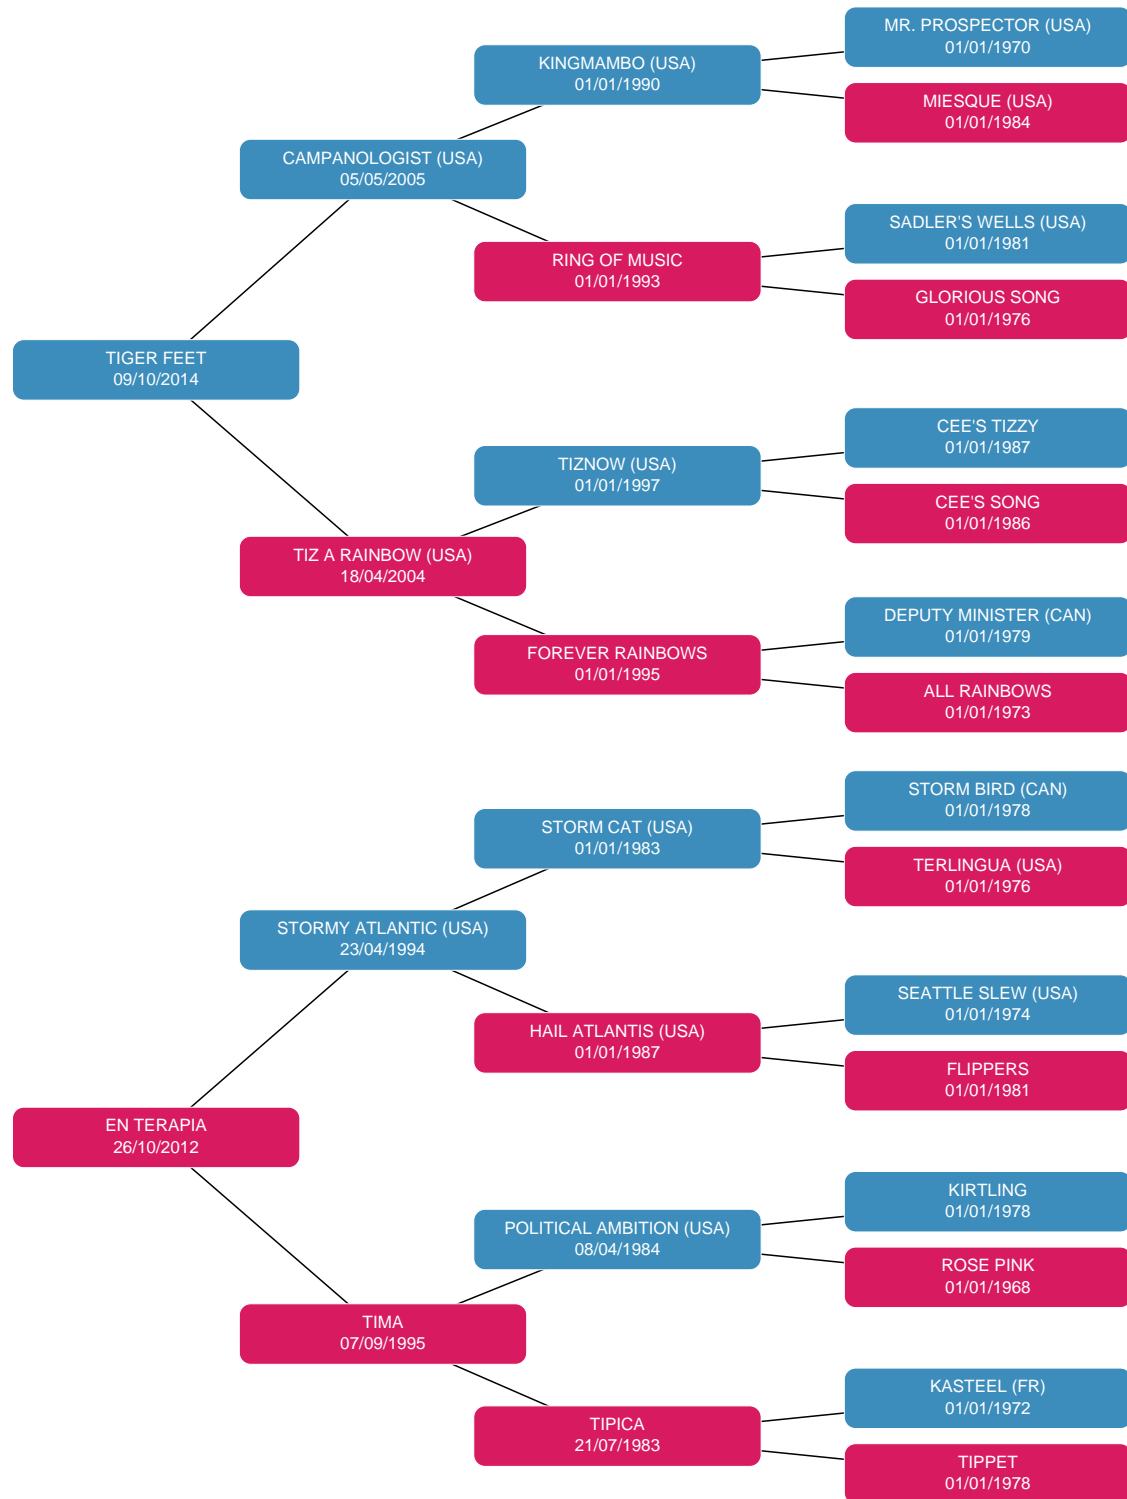 MR. PROSPECTOR (USA)
01/01/1970
KINGMAMBO (USA)
01/01/1990
MIESQUE (USA)
01/01/1984
CAMPANOLOGIST (USA)
05/05/2005
SADLER'S WELLS (USA)
01/01/1981
RING OF MUSIC
01/01/1993
GLORIOUS SONG
01/01/1976
TIGER FEET
09/10/2014
CEE'S TIZZY
01/01/1987
TIZNOW (USA)
01/01/1997
CEE'S SONG
01/01/1986
TIZ A RAINBOW (USA)
18/04/2004
DEPUTY MINISTER (CAN)
01/01/1979
FOREVER RAINBOWS
01/01/1995
ALL RAINBOWS
01/01/1973
STORM BIRD (CAN)
01/01/1978
STORM CAT (USA)
01/01/1983
TERLINGUA (USA)
01/01/1976
STORMY ATLANTIC (USA)
23/04/1994
SEATTLE SLEW (USA)
01/01/1974
HAIL ATLANTIS (USA)
01/01/1987
FLIPPERS
01/01/1981
EN TERAPIA
26/10/2012
KIRTLING
01/01/1978
POLITICAL AMBITION (USA)
08/04/1984
ROSE PINK
01/01/1968
TIMA
07/09/1995
KASTEEL (FR)
01/01/1972
TIPICA
21/07/1983
TIPPET
01/01/1978